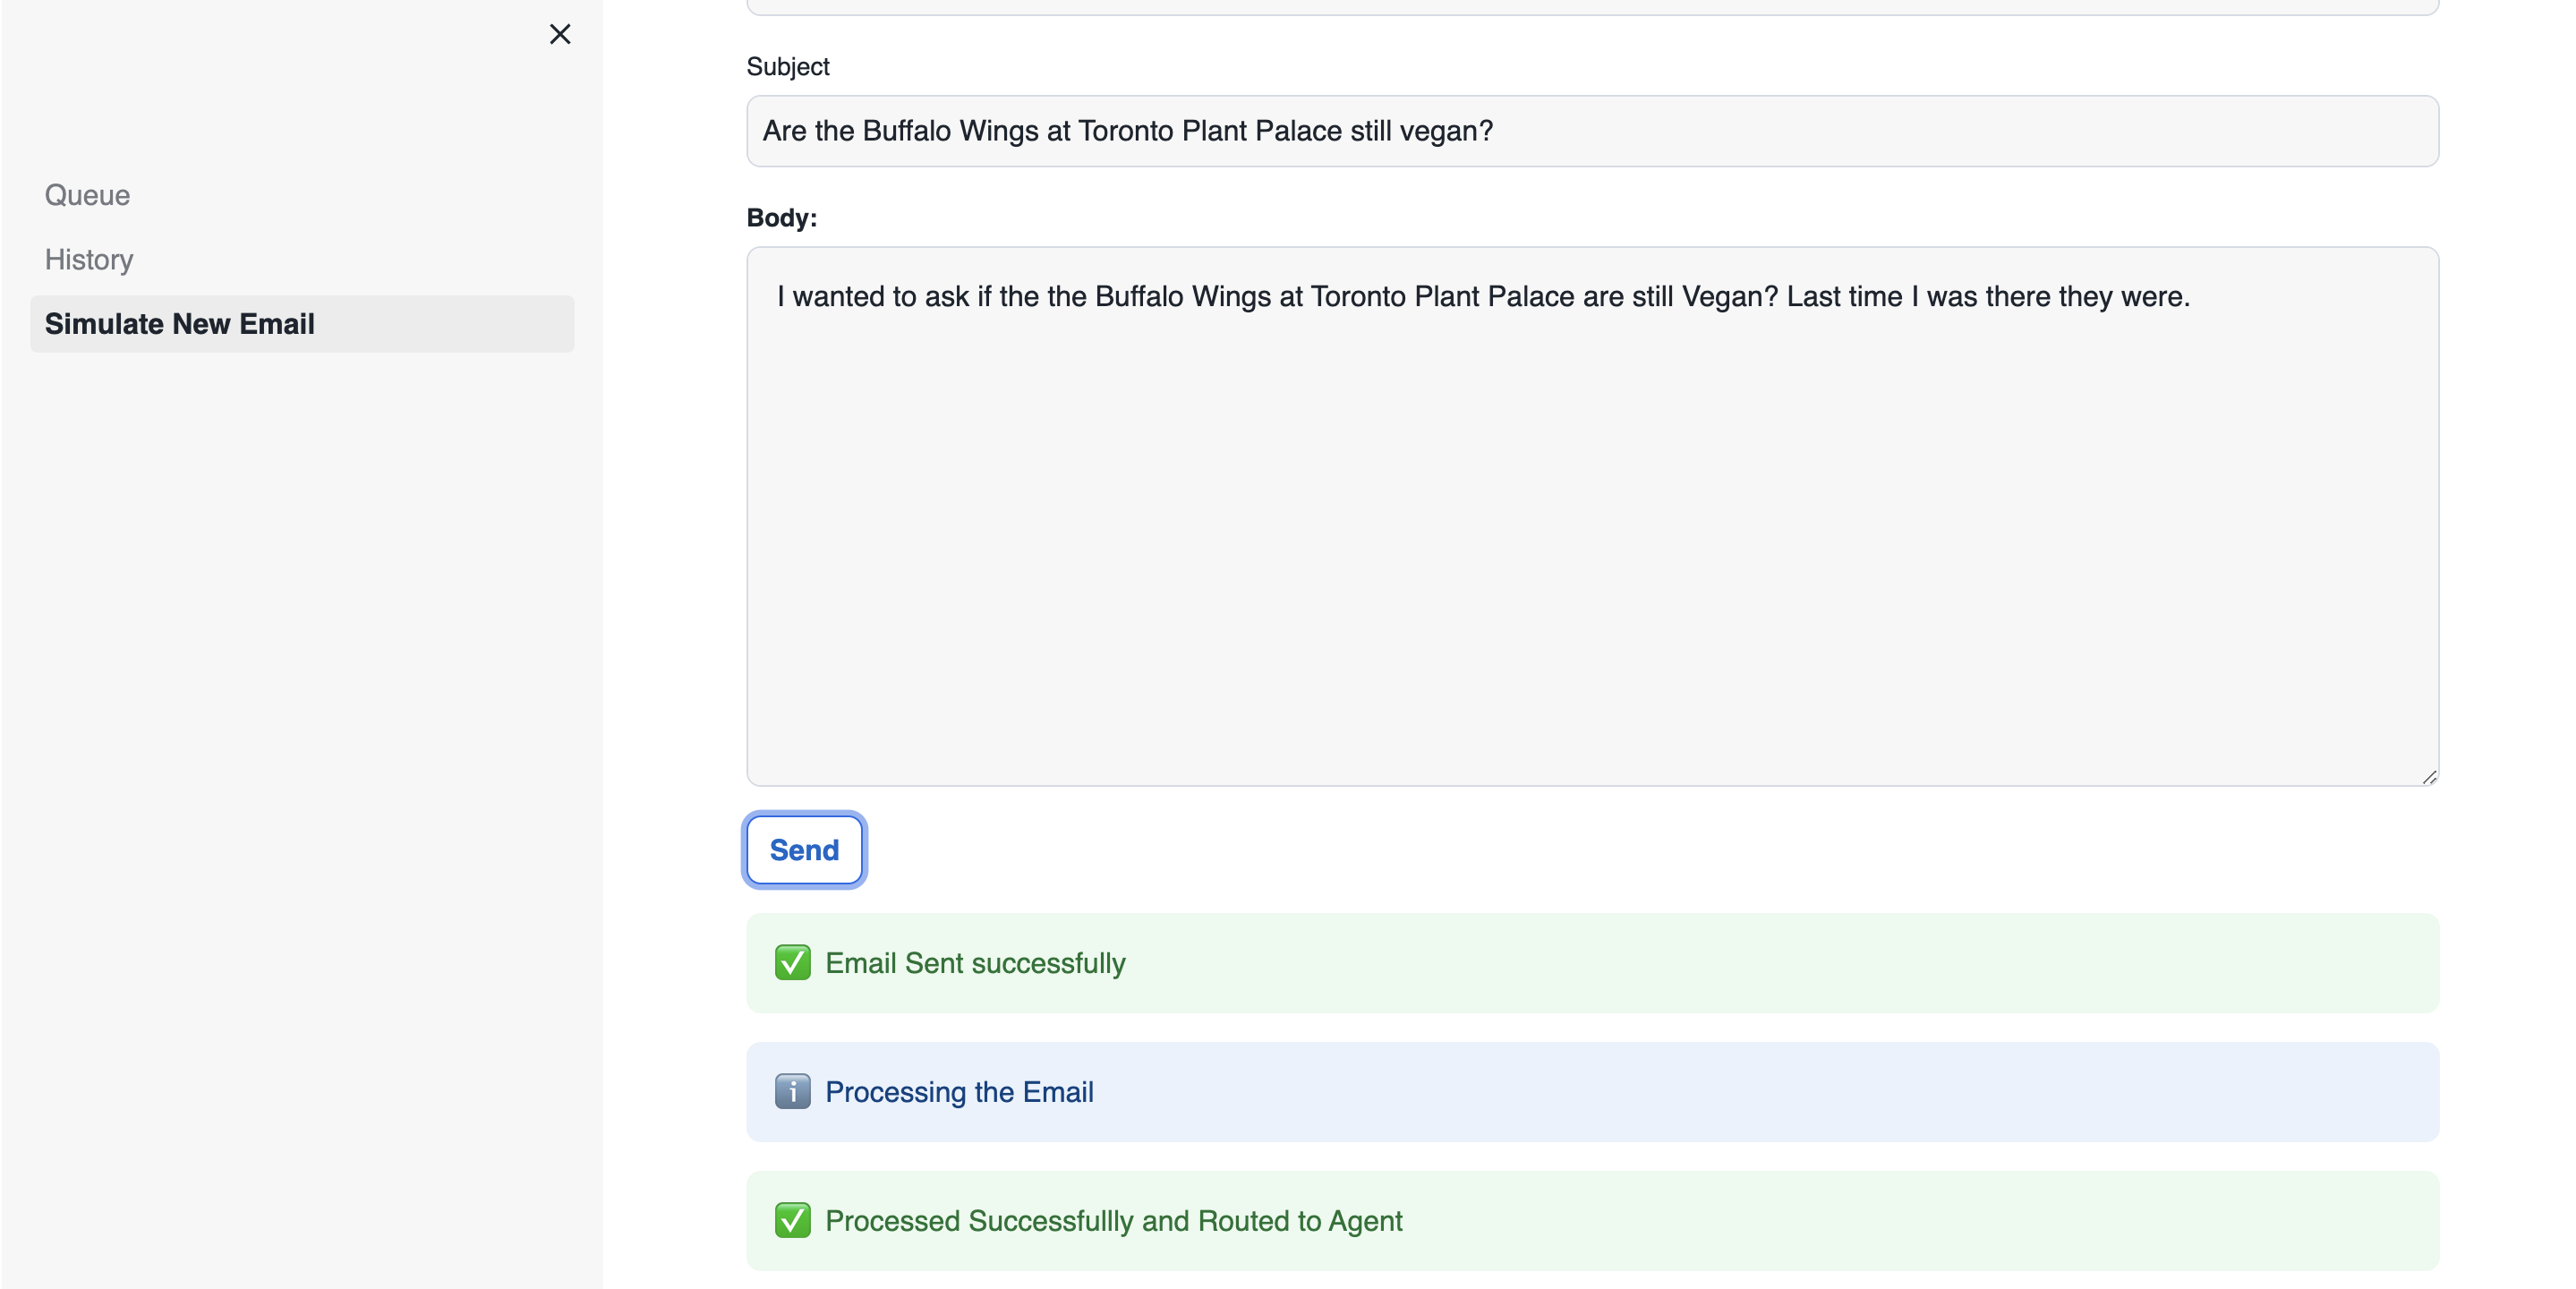 Queue
History
Simulate New Email
Subject
Are the Buffalo Wings at Toronto Plant Palace still vegan?
Body:
I wanted to ask if the the Buffalo Wings at Toronto Plant Palace are still Vegan? Last time I was there they were.
Send
Email Sent successfully
Processing the Email
Processed Successfullly and Routed to Agent